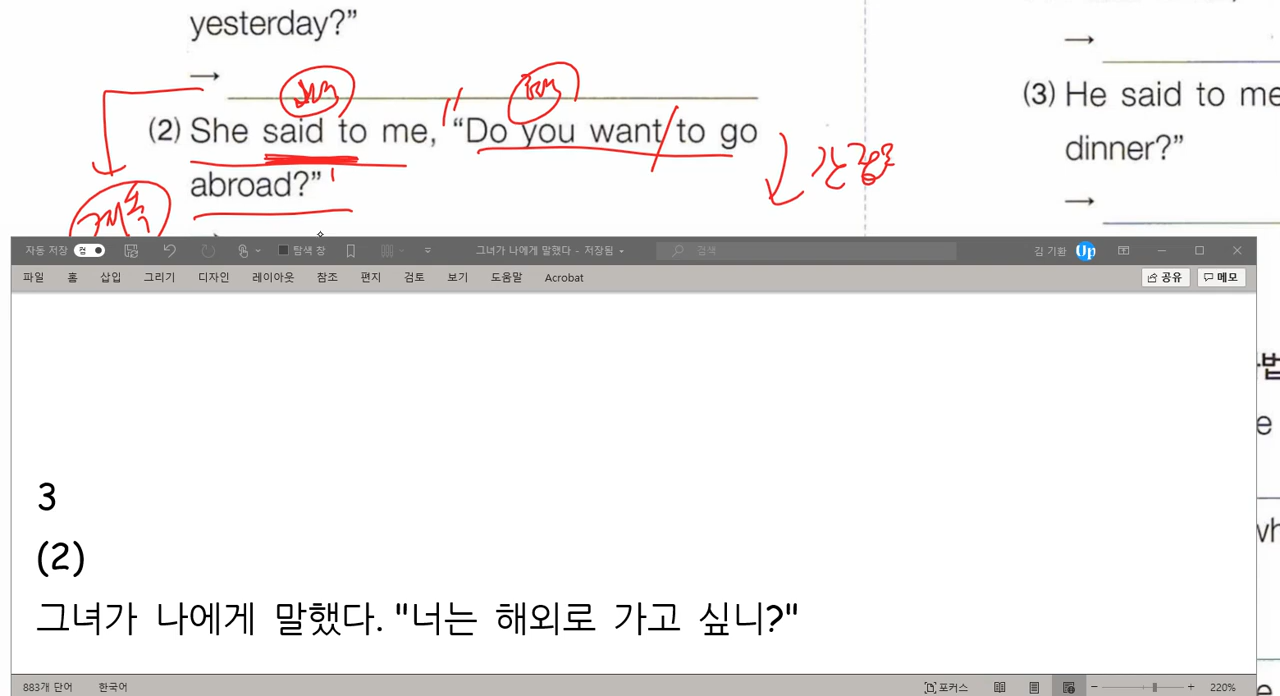 yesterday?”
→
(2) She said to me, “Do you want to go
abroad?”
→
(3) He said to me
dinner?”
→
자동 저장 컴 탐색 창 그녀가 나에게 말했다 - 저장됨 검색 김 기환 Up
파일 홈 삽입 그리기 디자인 레이아웃 참조 편지 검토 보기 도움말 Acrobat 공유 메모
3
(2)
그녀가 나에게 말했다. "너는 해외로 가고 싶니?"
883개 단어 한국어 포커스 220%